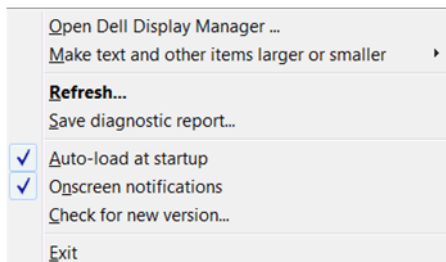 Open Dell Display Manager ...
Make text and other items larger or smaller
Refresh...
Save diagnostic report...
Auto-load at startup
Onscreen notifications
Check for new version...
Exit